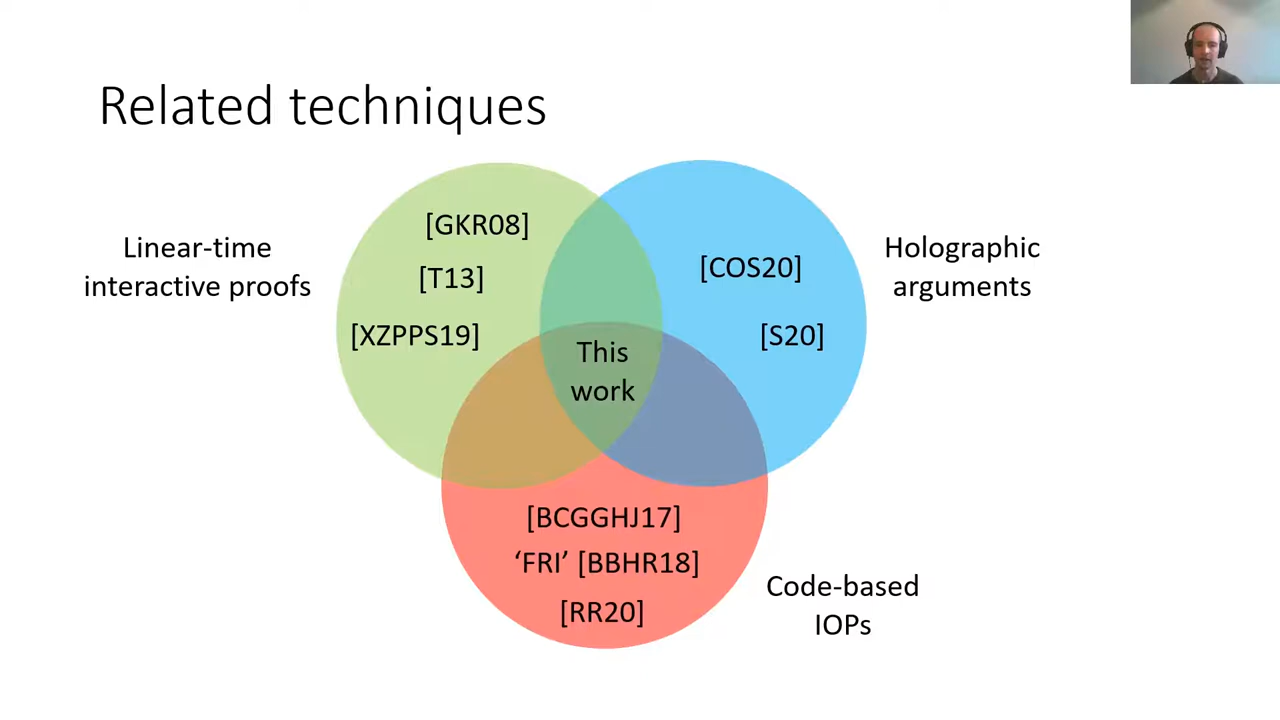 Related techniques
Linear-time
interactive proofs
[GKR08]
[T13]
[XZPPS19]
[COS20]
[S20]
Holographic
arguments
This
work
[BCGGHJ17]
‘FRI’ [BBHR18]
[RR20]
Code-based
IOPs